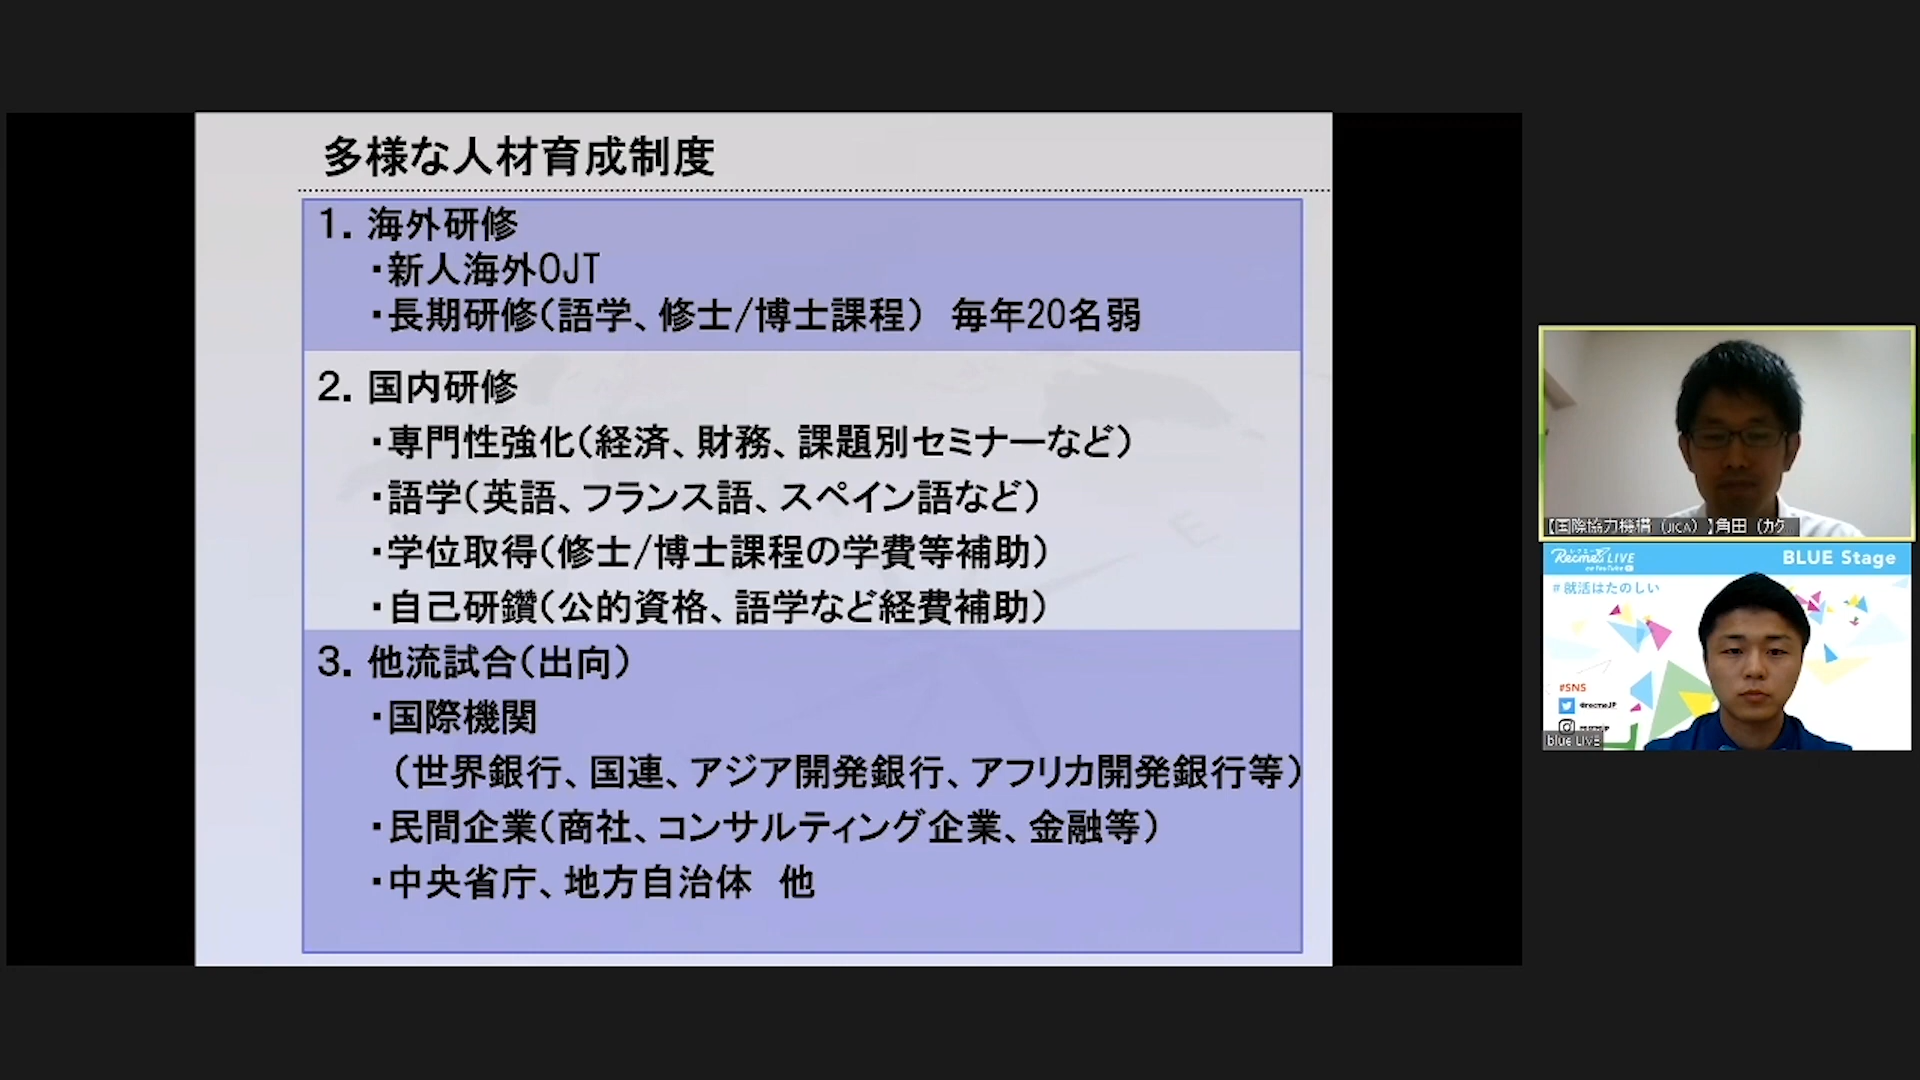 多様な人材育成制度
1. 海外研修
・新人海外OJT
・長期研修(語学、修士/博士課程) 毎年20名弱
2. 国内研修
・専門性強化(経済、財務、課題別セミナーなど)
・語学(英語、フランス語、スペイン語など)
・学位取得(修士/博士課程の学費等補助)
・自己研鑽(公的資格、語学など経費補助)
3. 他流試合(出向)
・国際機関
(世界銀行、国連、アジア開発銀行、アフリカ開発銀行等)
・民間企業(商社、コンサルティング企業、金融等)
・中央省庁、地方自治体 他
【国際協力機構(JICA)】角田(カク
Recme LIVE
on YouTube
BLUE Stage
#就活はたのしい
#SNS
@recmeJP
blue LIVE